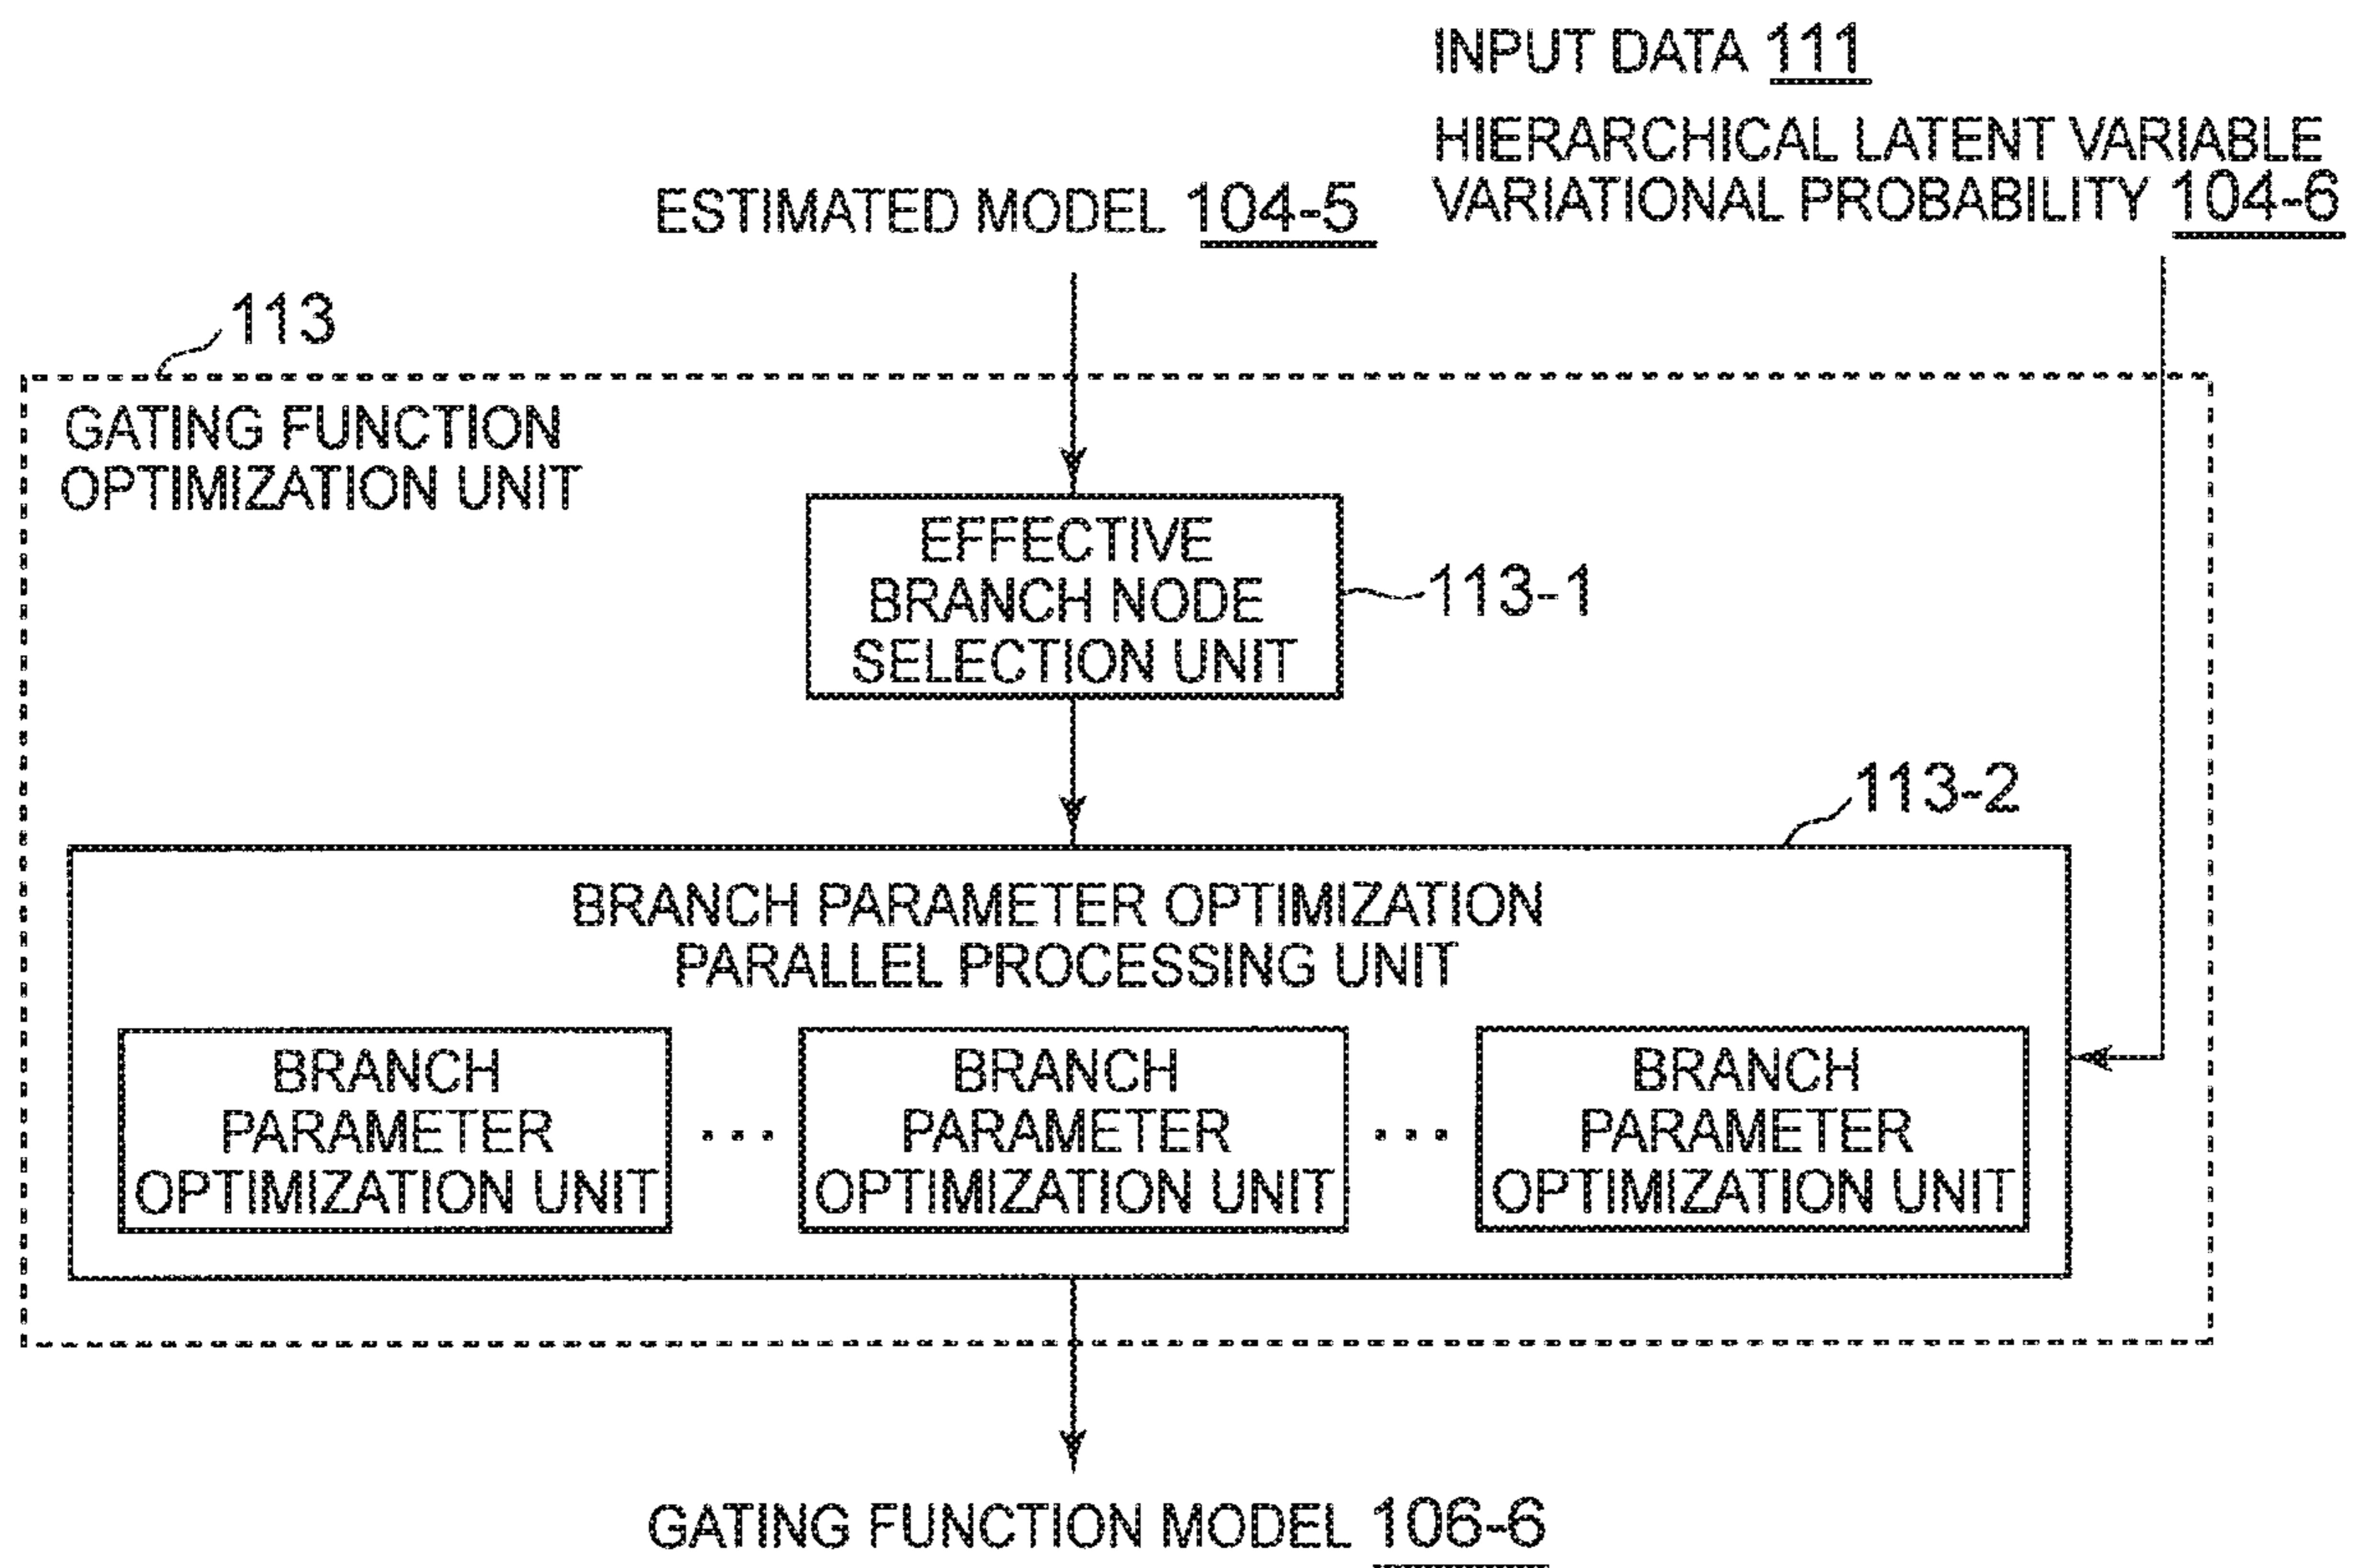 INPUT DATA 111
HIERARCHICAL LATENT VARIABLE
VARIATIONAL PROBABILITY 104-6
ESTIMATED MODEL 104-5
113
GATING FUNCTION
OPTIMIZATION UNIT
EFFECTIVE
BRANCH NODE
SELECTION UNIT
113-1
113-2
BRANCH PARAMETER OPTIMIZATION
PARALLEL PROCESSING UNIT
BRANCH
PARAMETER
OPTIMIZATION UNIT
...
BRANCH
PARAMETER
OPTIMIZATION UNIT
...
BRANCH
PARAMETER
OPTIMIZATION UNIT
GATING FUNCTION MODEL 106-6